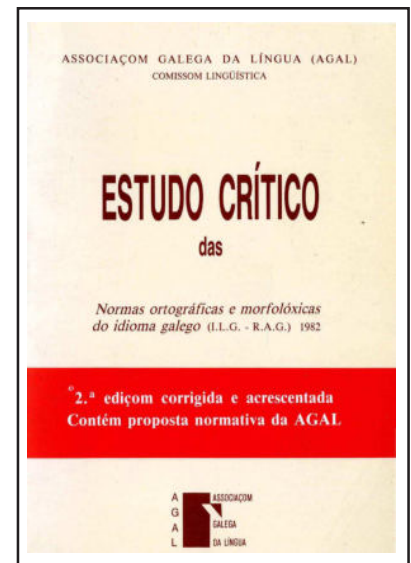 ASSOCIAÇOM GALEGA DA LÍNGUA (AGAL)
COMISSOM LINGÜÍSTICA
ESTUDO CRÍTICO
das
Normas ortográficas e morfolóxicas
do idioma galego (I.L.G. - R.A.G.) 1982
2.ª ediçom corrigida e acrescentada
Contém proposta normativa da AGAL
A
G
A
L
ASSOCIAÇOM
GALEGA
DA LÍNGUA